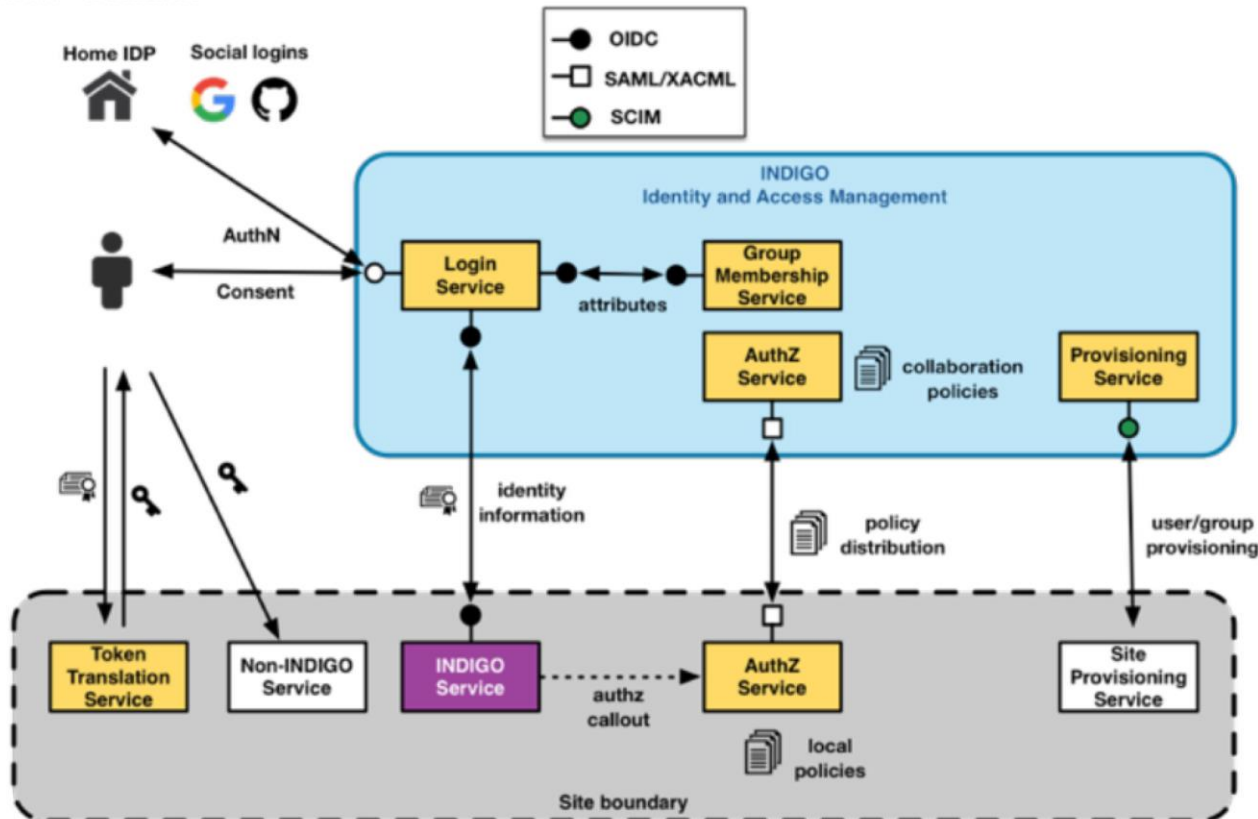 Home IDP
Social logins
OIDC
SAML/XACML
SCIM
INDIGO
Identity and Access Management
AuthN
Consent
Login
Service
attributes
Group
Membership
Service
AuthZ
Service
collaboration
policies
Provisioning
Service
identity
information
policy
distribution
user/group
provisioning
Token
Translation
Service
Non-INDIGO
Service
INDIGO
Service
authz
callout
AuthZ
Service
Site
Provisioning
Service
local
policies
Site boundary